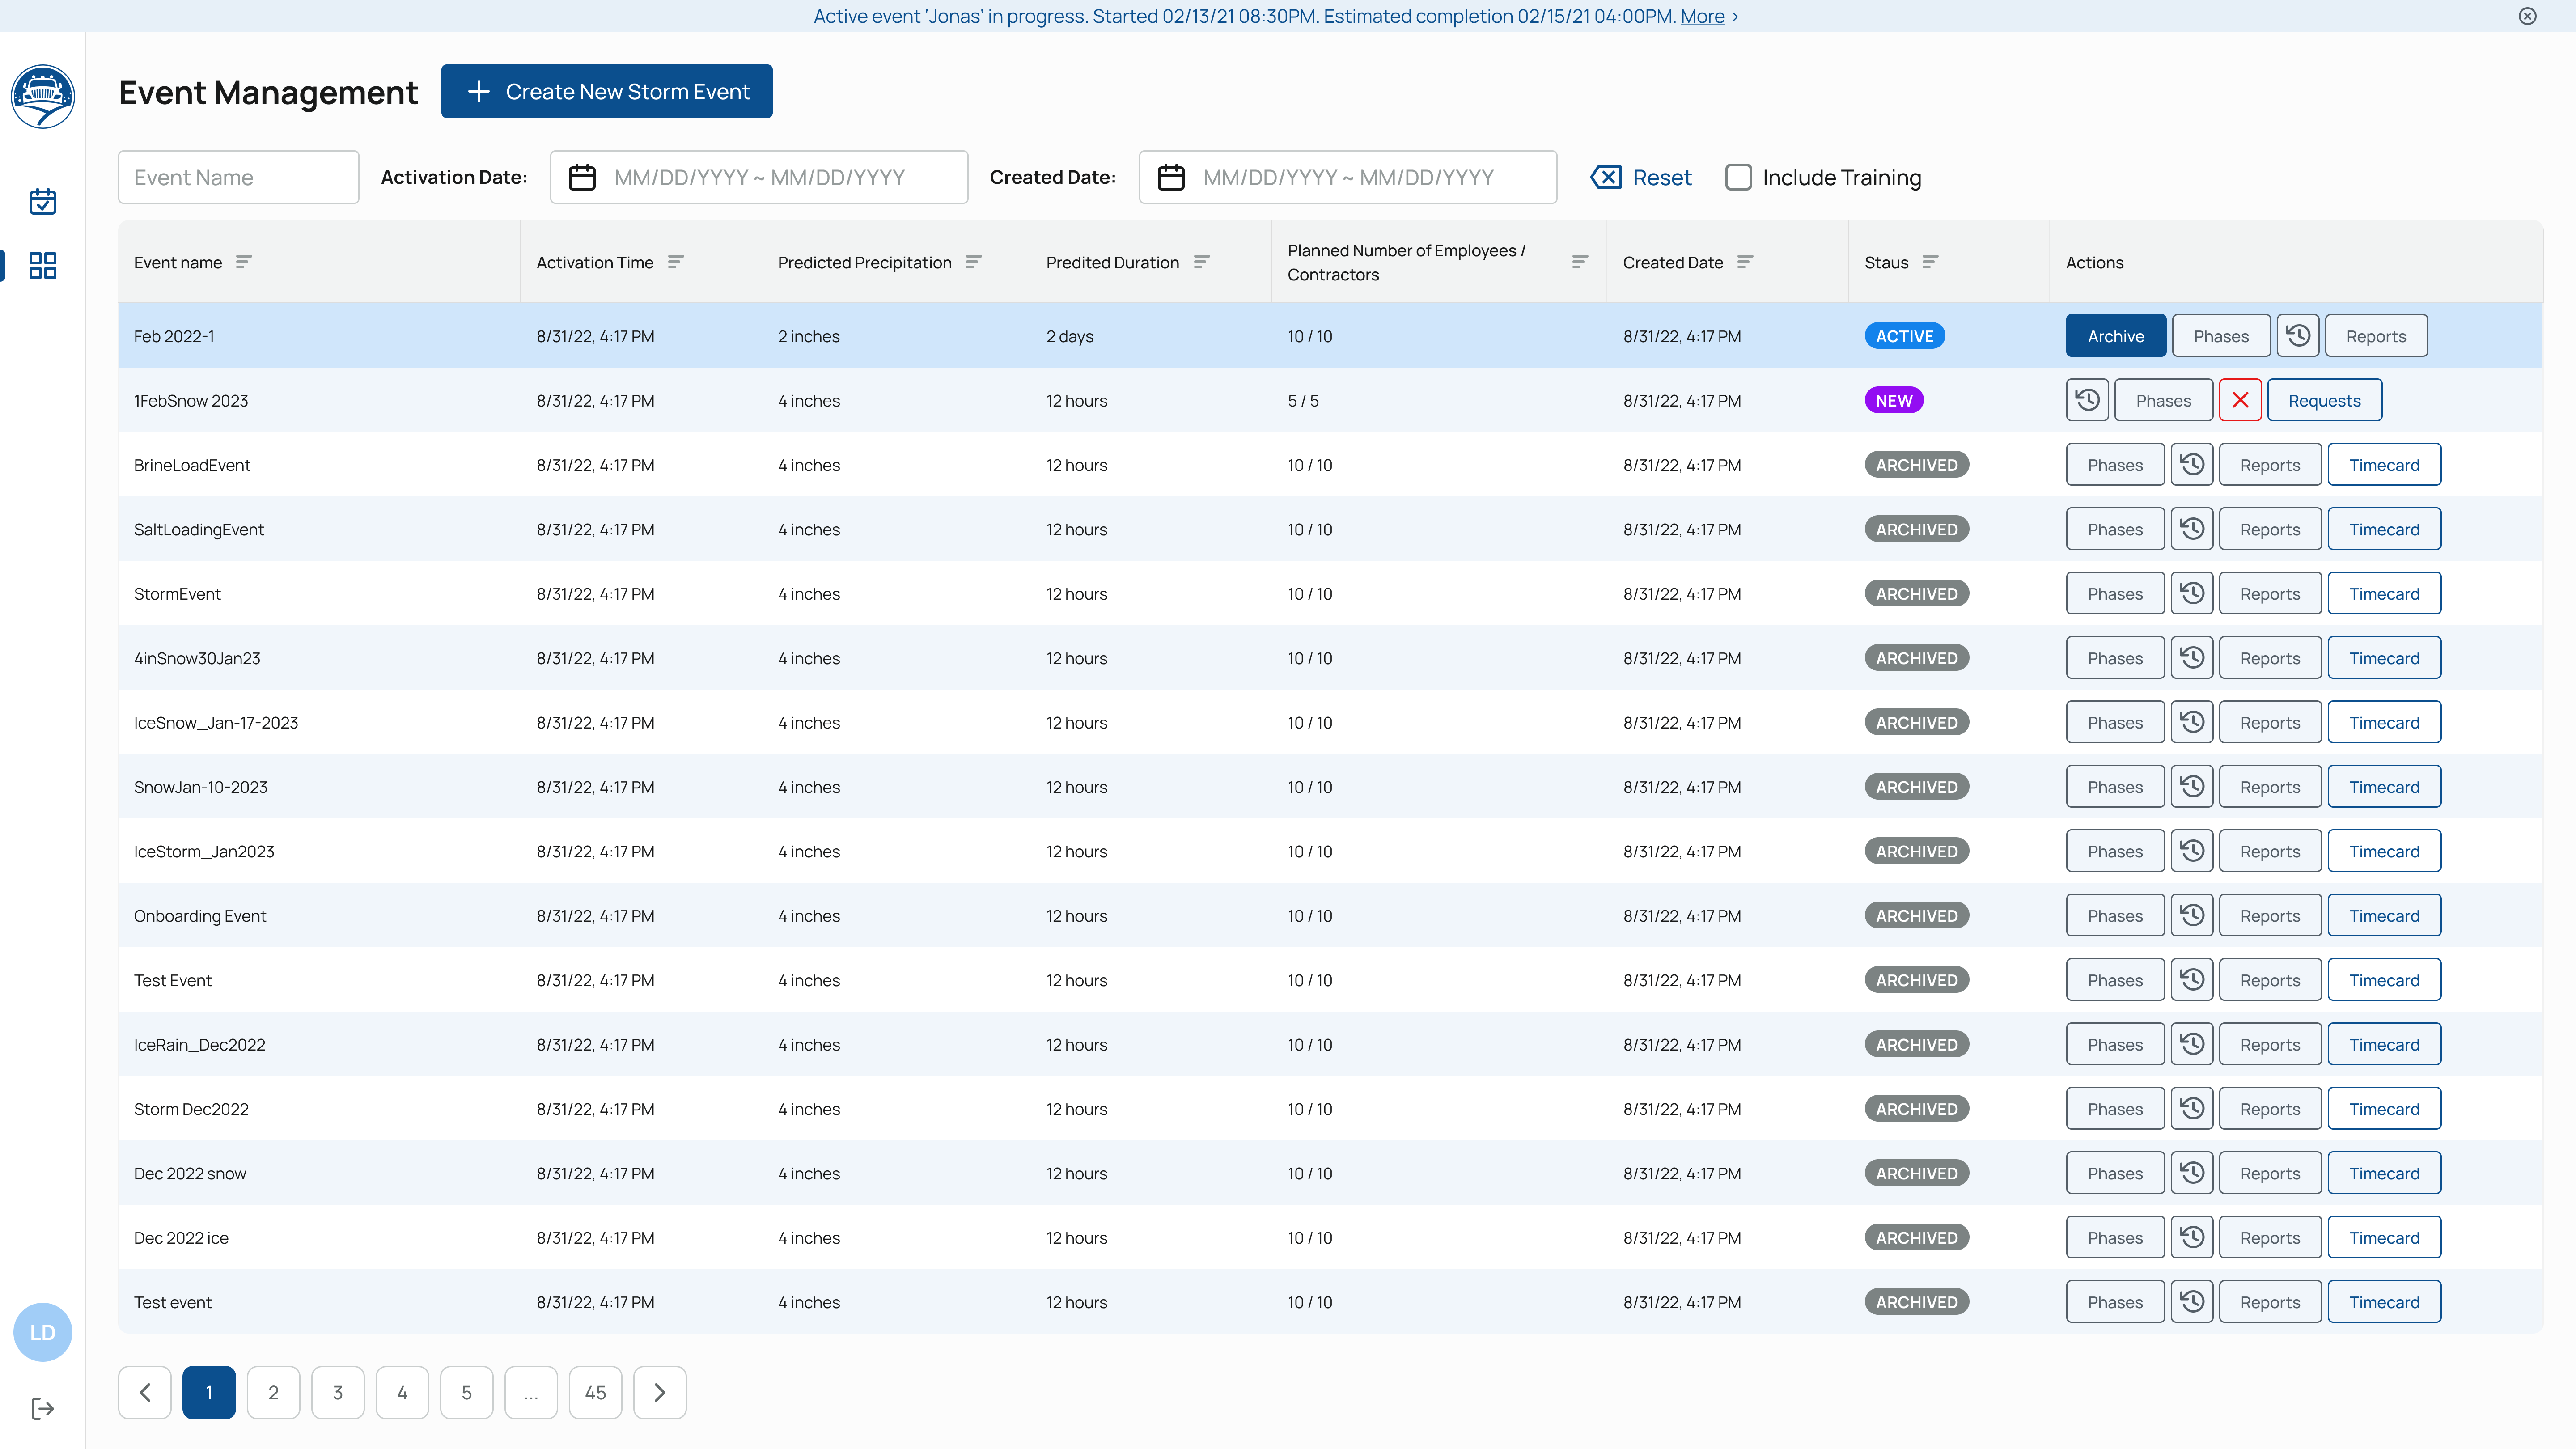 Active event ‘Jonas’ in progress. Started 02/13/21 08:30PM. Estimated completion 02/15/21 04:00PM. More >
Event Management
Create New Storm Event
Event Name
Activation Date:
MM/DD/YYYY ~ MM/DD/YYYY
Created Date:
MM/DD/YYYY ~ MM/DD/YYYY
Reset
Include Training
Event name
Activation Time
Predicted Precipitation
Predited Duration
Planned Number of Employees /
Contractors
Created Date
Staus
Actions
Feb 2022-1 8/31/22, 4:17 PM 2 inches 2 days 10 / 10 8/31/22, 4:17 PM ACTIVE Archive Phases Reports
1FebSnow 2023 8/31/22, 4:17 PM 4 inches 12 hours 5 / 5 8/31/22, 4:17 PM NEW Phases Requests
BrineLoadEvent 8/31/22, 4:17 PM 4 inches 12 hours 10 / 10 8/31/22, 4:17 PM ARCHIVED Phases Reports Timecard
SaltLoadingEvent 8/31/22, 4:17 PM 4 inches 12 hours 10 / 10 8/31/22, 4:17 PM ARCHIVED Phases Reports Timecard
StormEvent 8/31/22, 4:17 PM 4 inches 12 hours 10 / 10 8/31/22, 4:17 PM ARCHIVED Phases Reports Timecard
4inSnow30Jan23 8/31/22, 4:17 PM 4 inches 12 hours 10 / 10 8/31/22, 4:17 PM ARCHIVED Phases Reports Timecard
IceSnow_Jan-17-2023 8/31/22, 4:17 PM 4 inches 12 hours 10 / 10 8/31/22, 4:17 PM ARCHIVED Phases Reports Timecard
SnowJan-10-2023 8/31/22, 4:17 PM 4 inches 12 hours 10 / 10 8/31/22, 4:17 PM ARCHIVED Phases Reports Timecard
IceStorm_Jan2023 8/31/22, 4:17 PM 4 inches 12 hours 10 / 10 8/31/22, 4:17 PM ARCHIVED Phases Reports Timecard
Onboarding Event 8/31/22, 4:17 PM 4 inches 12 hours 10 / 10 8/31/22, 4:17 PM ARCHIVED Phases Reports Timecard
Test Event 8/31/22, 4:17 PM 4 inches 12 hours 10 / 10 8/31/22, 4:17 PM ARCHIVED Phases Reports Timecard
IceRain_Dec2022 8/31/22, 4:17 PM 4 inches 12 hours 10 / 10 8/31/22, 4:17 PM ARCHIVED Phases Reports Timecard
Storm Dec2022 8/31/22, 4:17 PM 4 inches 12 hours 10 / 10 8/31/22, 4:17 PM ARCHIVED Phases Reports Timecard
Dec 2022 snow 8/31/22, 4:17 PM 4 inches 12 hours 10 / 10 8/31/22, 4:17 PM ARCHIVED Phases Reports Timecard
Dec 2022 ice 8/31/22, 4:17 PM 4 inches 12 hours 10 / 10 8/31/22, 4:17 PM ARCHIVED Phases Reports Timecard
Test event 8/31/22, 4:17 PM 4 inches 12 hours 10 / 10 8/31/22, 4:17 PM ARCHIVED Phases Reports Timecard
LD
1 2 3 4 5 ... 45